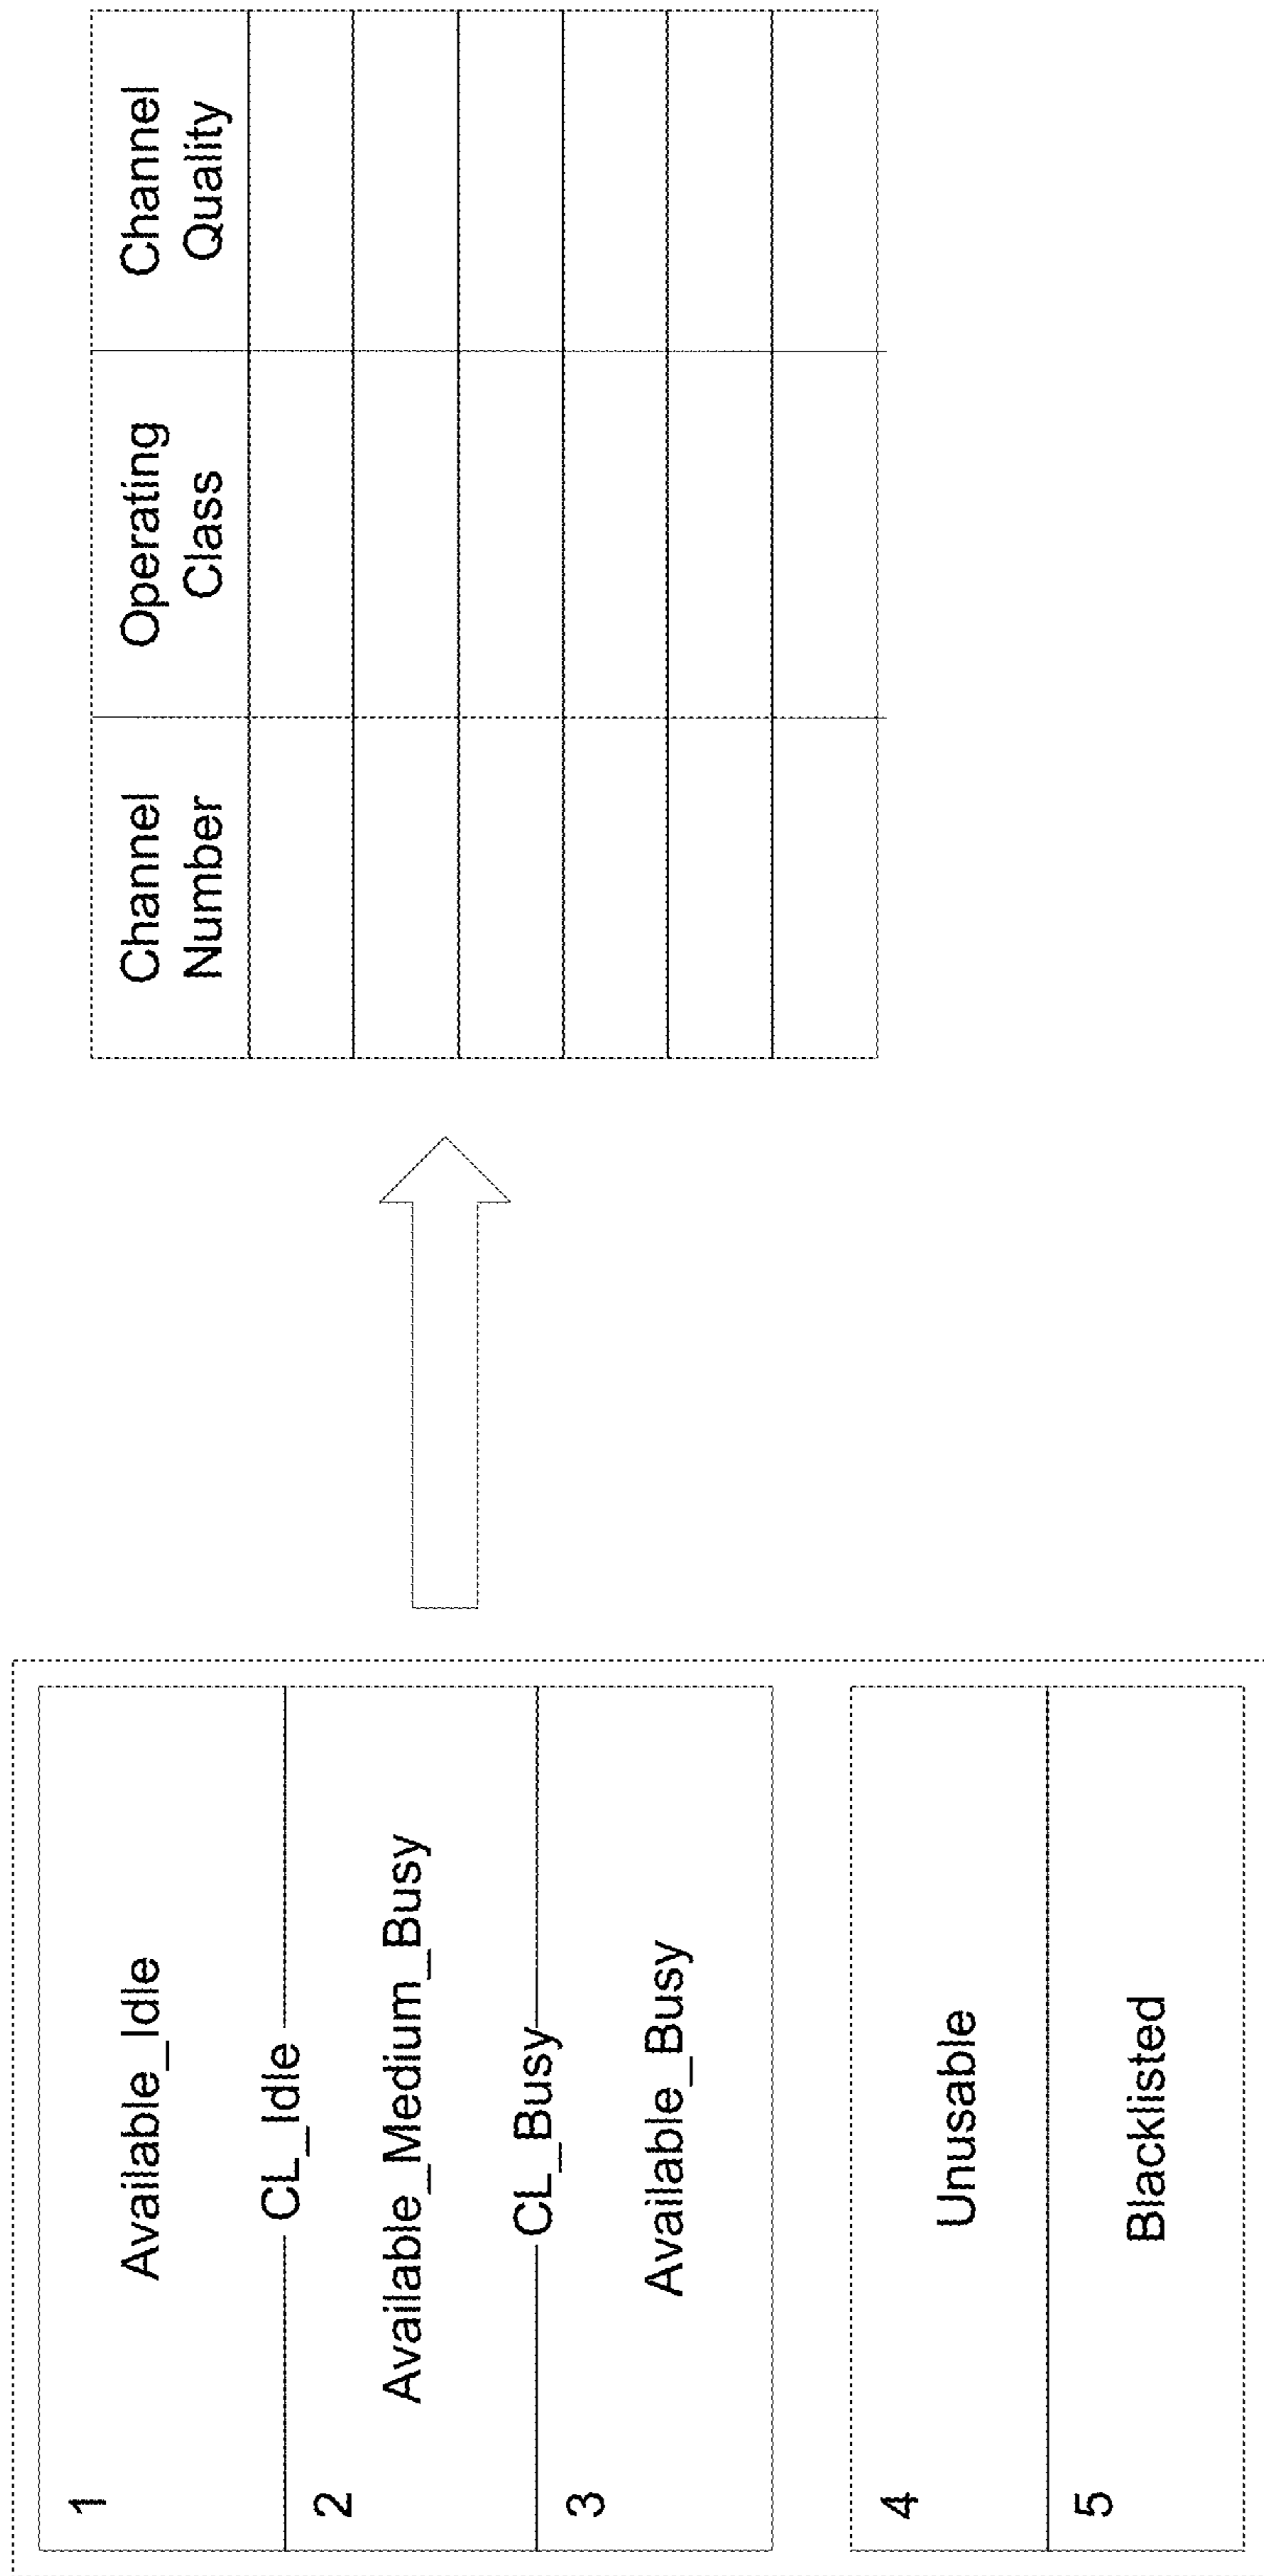 1
Available_Idle
CL_Idle
2
Available_Medium_Busy
CL_Busy
3
Available_Busy
4
Unusable
5
Blacklisted
Channel
Number
Operating
Class
Channel
Quality